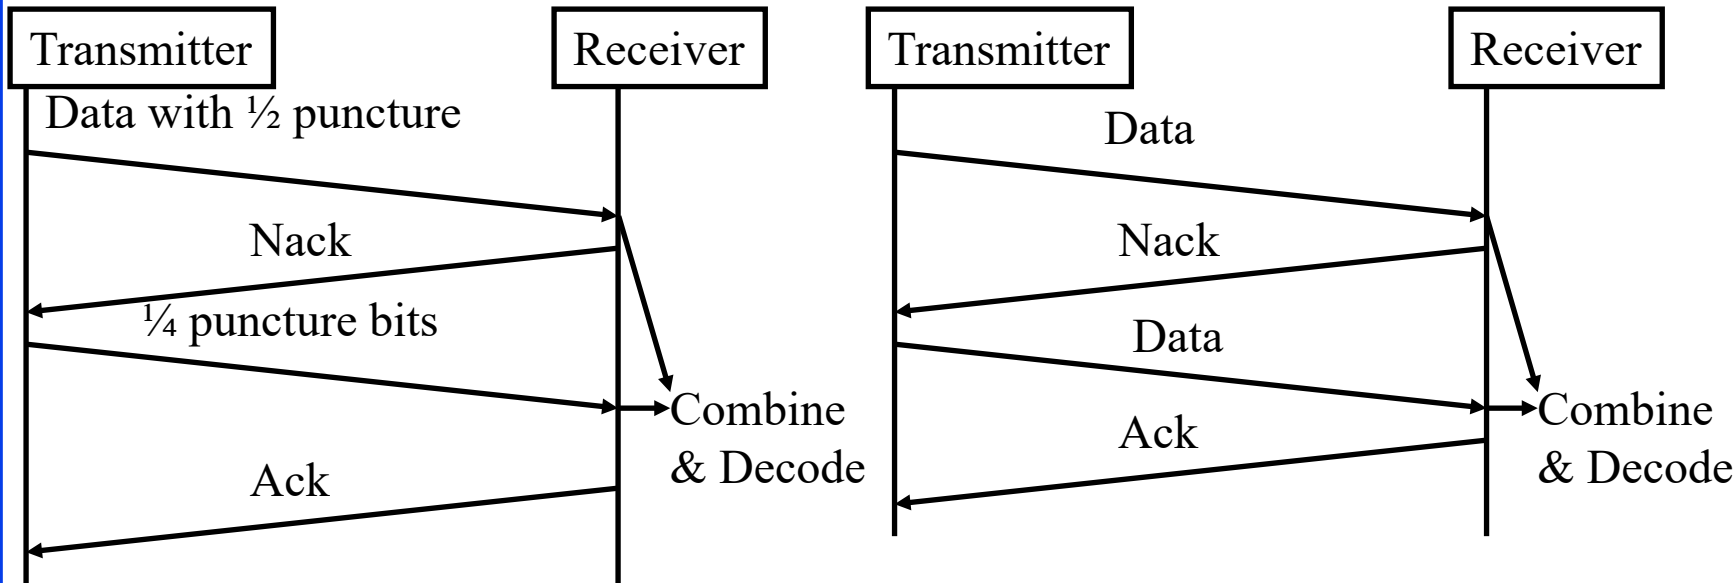 Transmitter
Receiver
Data with ½ puncture
Nack
¼ puncture bits
Combine
& Decode
Ack
Transmitter
Receiver
Data
Nack
Data
Combine
& Decode
Ack